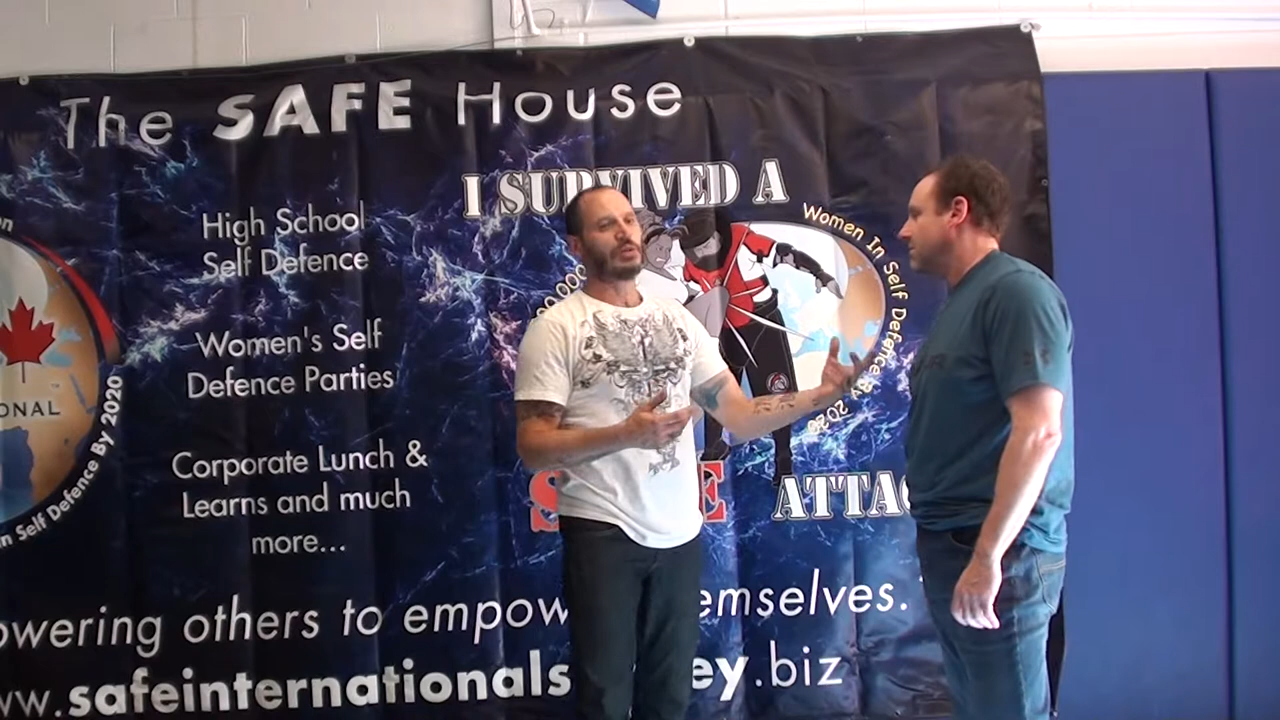 The SAFE House
I SURVIVED A
High School
Self Defence
Women In Self Defence By 2020
Women's Self
Defence Parties
ONAL
n Self Defence By 2020
Corporate Lunch &
Learns and much
more...
ATTAC
owering others to empow emselves.
ww.safeinternationals ey.biz